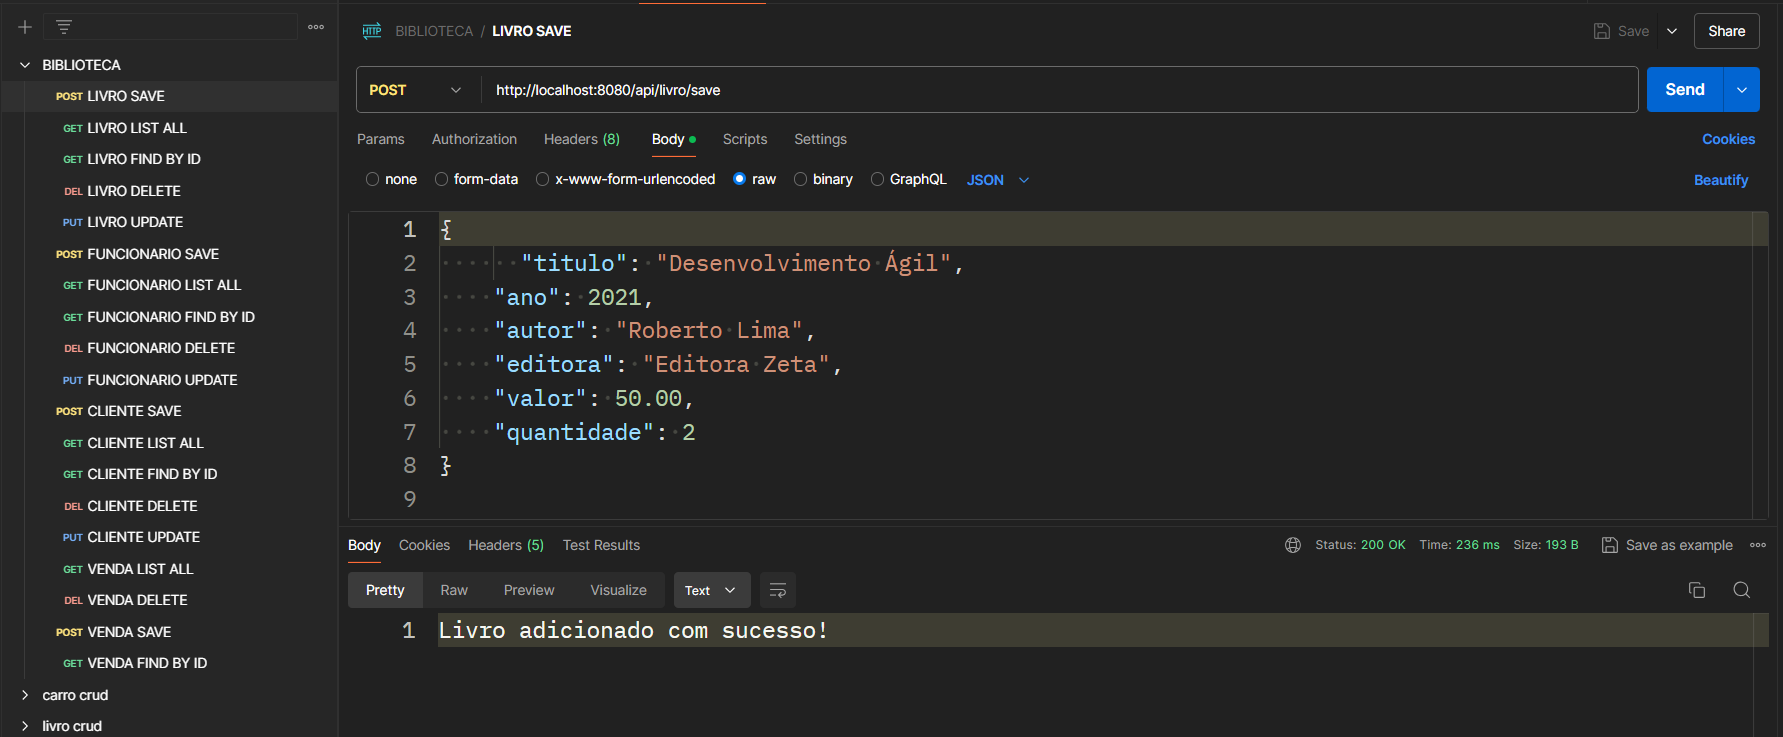 BIBLIOTECA
POST LIVRO SAVE
GET LIVRO LIST ALL
GET LIVRO FIND BY ID
DEL LIVRO DELETE
PUT LIVRO UPDATE
POST FUNCIONARIO SAVE
GET FUNCIONARIO LIST ALL
GET FUNCIONARIO FIND BY ID
DEL FUNCIONARIO DELETE
PUT FUNCIONARIO UPDATE
POST CLIENTE SAVE
GET CLIENTE LIST ALL
GET CLIENTE FIND BY ID
DEL CLIENTE DELETE
PUT CLIENTE UPDATE
GET VENDA LIST ALL
DEL VENDA DELETE
POST VENDA SAVE
GET VENDA FIND BY ID
carro crud
livro crud
HTTP BIBLIOTECA / LIVRO SAVE Save Share
POST http://localhost:8080/api/livro/save Send
Params Authorization Headers (8) Body Scripts Settings Cookies
none form-data x-www-form-urlencoded raw binary GraphQL JSON Beautify
1 {
2 "titulo": "Desenvolvimento Ágil",
3 "ano": 2021,
4 "autor": "Roberto Lima",
5 "editora": "Editora Zeta",
6 "valor": 50.00,
7 "quantidade": 2
8 }
9
Body Cookies Headers (5) Test Results Status: 200 OK Time: 236 ms Size: 193 B Save as example
Pretty Raw Preview Visualize Text
1 Livro adicionado com sucesso!